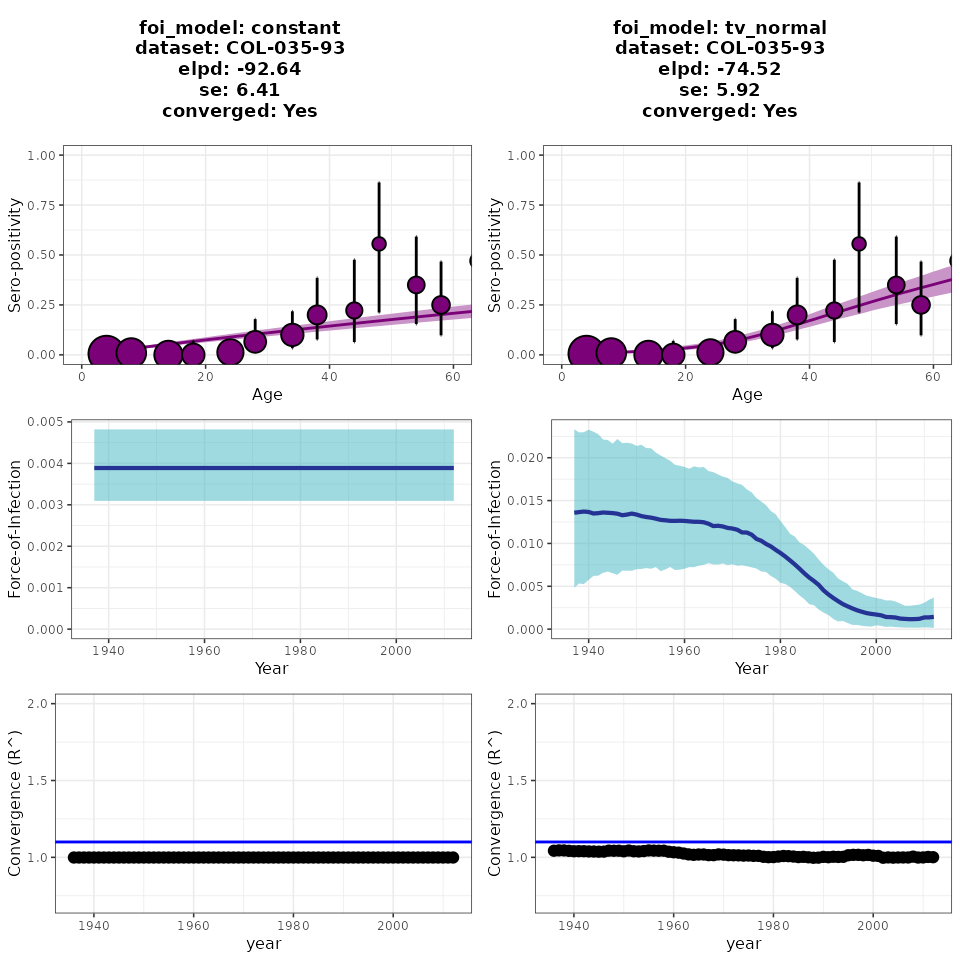 foi_model: constant
dataset: COL-035-93
elpd: -92.64
se: 6.41
converged: Yes
1.00
0.75
0.50
0.25
0.00
Sero-positivity
0 20 40 60
Age
0.005
0.004
0.003
0.002
0.001
0.000
Force-of-Infection
1940 1960 1980 2000
Year
2.0
1.5
1.0
Convergence (R^)
1940 1960 1980 2000
year
foi_model: tv_normal
dataset: COL-035-93
elpd: -74.52
se: 5.92
converged: Yes
1.00
0.75
0.50
0.25
0.00
Sero-positivity
0 20 40 60
Age
0.020
0.015
0.010
0.005
0.000
Force-of-Infection
1940 1960 1980 2000
Year
2.0
1.5
1.0
Convergence (R^)
1940 1960 1980 2000
year